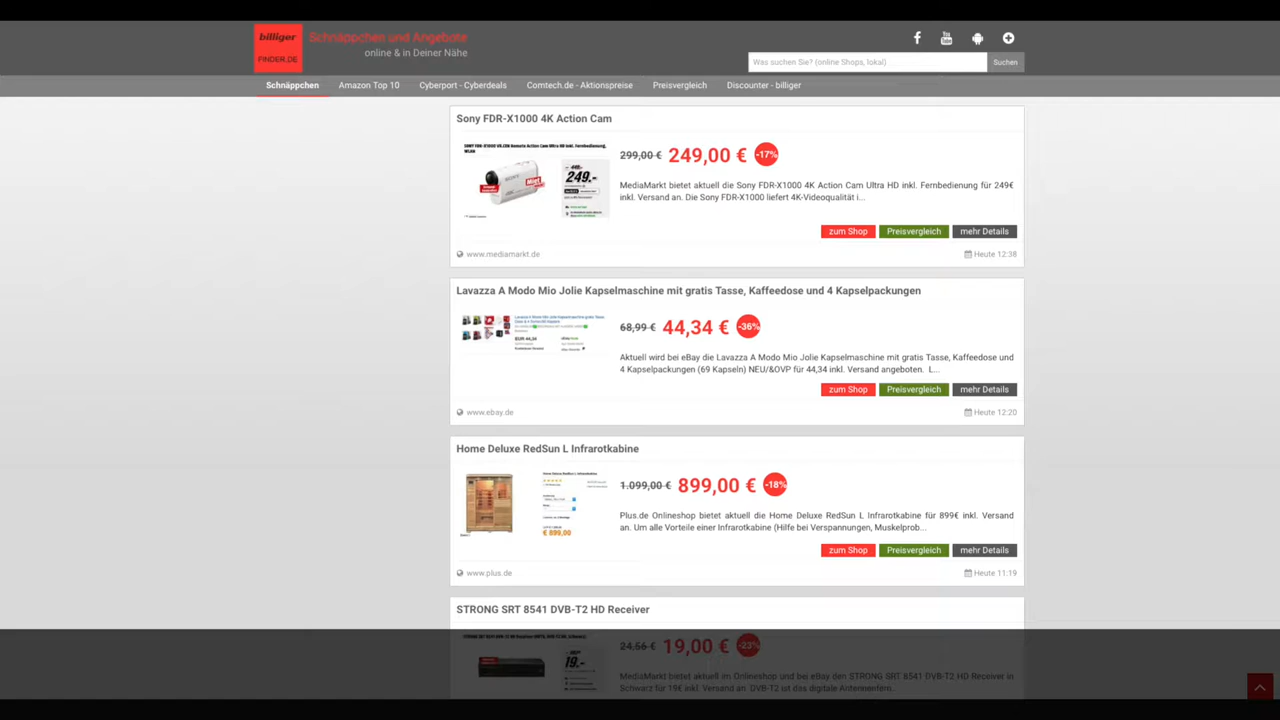 billiger
FINDER.DE
Schnäppchen und Angebote
online & in Deiner Nähe
Was suchen Sie? (online Shops, lokal)
Suchen
Schnäppchen
Amazon Top 10
Cyberport - Cyberdeals
Comtech.de - Aktionspreise
Preisvergleich
Discounter - billiger
Sony FDR-X1000 4K Action Cam
249.-
299,00 € 249,00 € -17%
MediaMarkt bietet aktuell die Sony FDR-X1000 4K Action Cam Ultra HD inkl. Fernbedienung für 249€
inkl. Versand an. Die Sony FDR-X1000 liefert 4K-Videoqualität i...
zum Shop Preisvergleich mehr Details
www.mediamarkt.de Heute 12:38
Lavazza A Modo Mio Jolie Kapselmaschine mit gratis Tasse, Kaffeedose und 4 Kapselpackungen
EUR 44,34
68,99 € 44,34 € -36%
Aktuell wird bei eBay die Lavazza A Modo Mio Jolie Kapselmaschine mit gratis Tasse, Kaffeedose und
4 Kapselpackungen (69 Kapseln) NEU/&OVP für 44,34 inkl. Versand angeboten. L...
zum Shop Preisvergleich mehr Details
www.ebay.de Heute 12:20
Home Deluxe RedSun L Infrarotkabine
Home Deluxe RedSun L Infrarotkabine
€ 899,00
1.099,00 € 899,00 € -18%
Plus.de Onlineshop bietet aktuell die Home Deluxe RedSun L Infrarotkabine für 899€ inkl. Versand
an. Um alle Vorteile einer Infrarotkabine (Hilfe bei Verspannungen, Muskelprob...
zum Shop Preisvergleich mehr Details
www.plus.de Heute 11:19
STRONG SRT 8541 DVB-T2 HD Receiver
19.-
24,56 € 19,00 € -23%
MediaMarkt bietet aktuell im Onlineshop und bei eBay den STRONG SRT 8541 DVB-T2 HD Receiver in
Schwarz für 19€ inkl. Versand an. DVB-T2 ist das digitale Antennenfern...